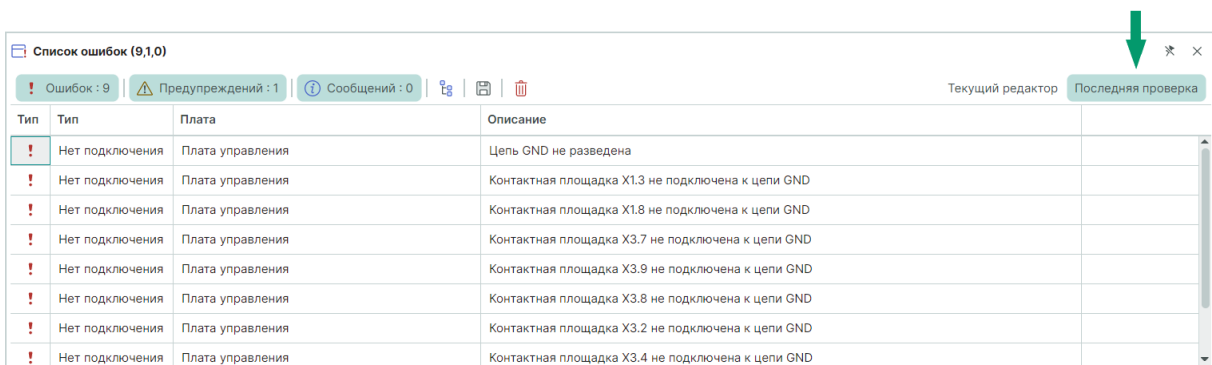 Список ошибок (9,1,0)
Ошибок : 9 Предупреждений : 1 Сообщений : 0 Текущий редактор Последняя проверка
Тип Тип Плата Описание
Нет подключения Плата управления Цепь GND не разведена
Нет подключения Плата управления Контактная площадка X1.3 не подключена к цепи GND
Нет подключения Плата управления Контактная площадка X1.8 не подключена к цепи GND
Нет подключения Плата управления Контактная площадка X3.7 не подключена к цепи GND
Нет подключения Плата управления Контактная площадка X3.9 не подключена к цепи GND
Нет подключения Плата управления Контактная площадка X3.8 не подключена к цепи GND
Нет подключения Плата управления Контактная площадка X3.2 не подключена к цепи GND
Нет подключения Плата управления Контактная площадка X3.4 не подключена к цепи GND